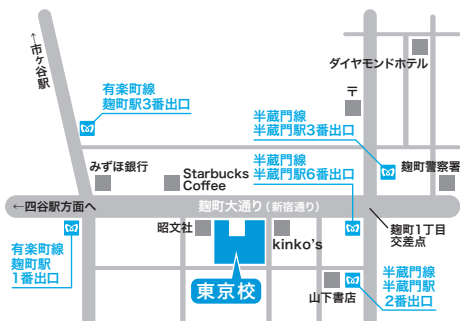 ←市ヶ谷駅
ダイヤモンドホテル
有楽町線
麹町駅3番出口
〒
半蔵門線
半蔵門駅3番出口
みずほ銀行
Starbucks
Coffee
半蔵門線
半蔵門駅6番出口
麹町警察署
←四谷駅方面へ
麹町大通り(新宿通り)
麹町1丁目
交差点
昭文社
kinko's
有楽町線
麹町駅
1番出口
東京校
山下書店
半蔵門線
半蔵門駅
2番出口